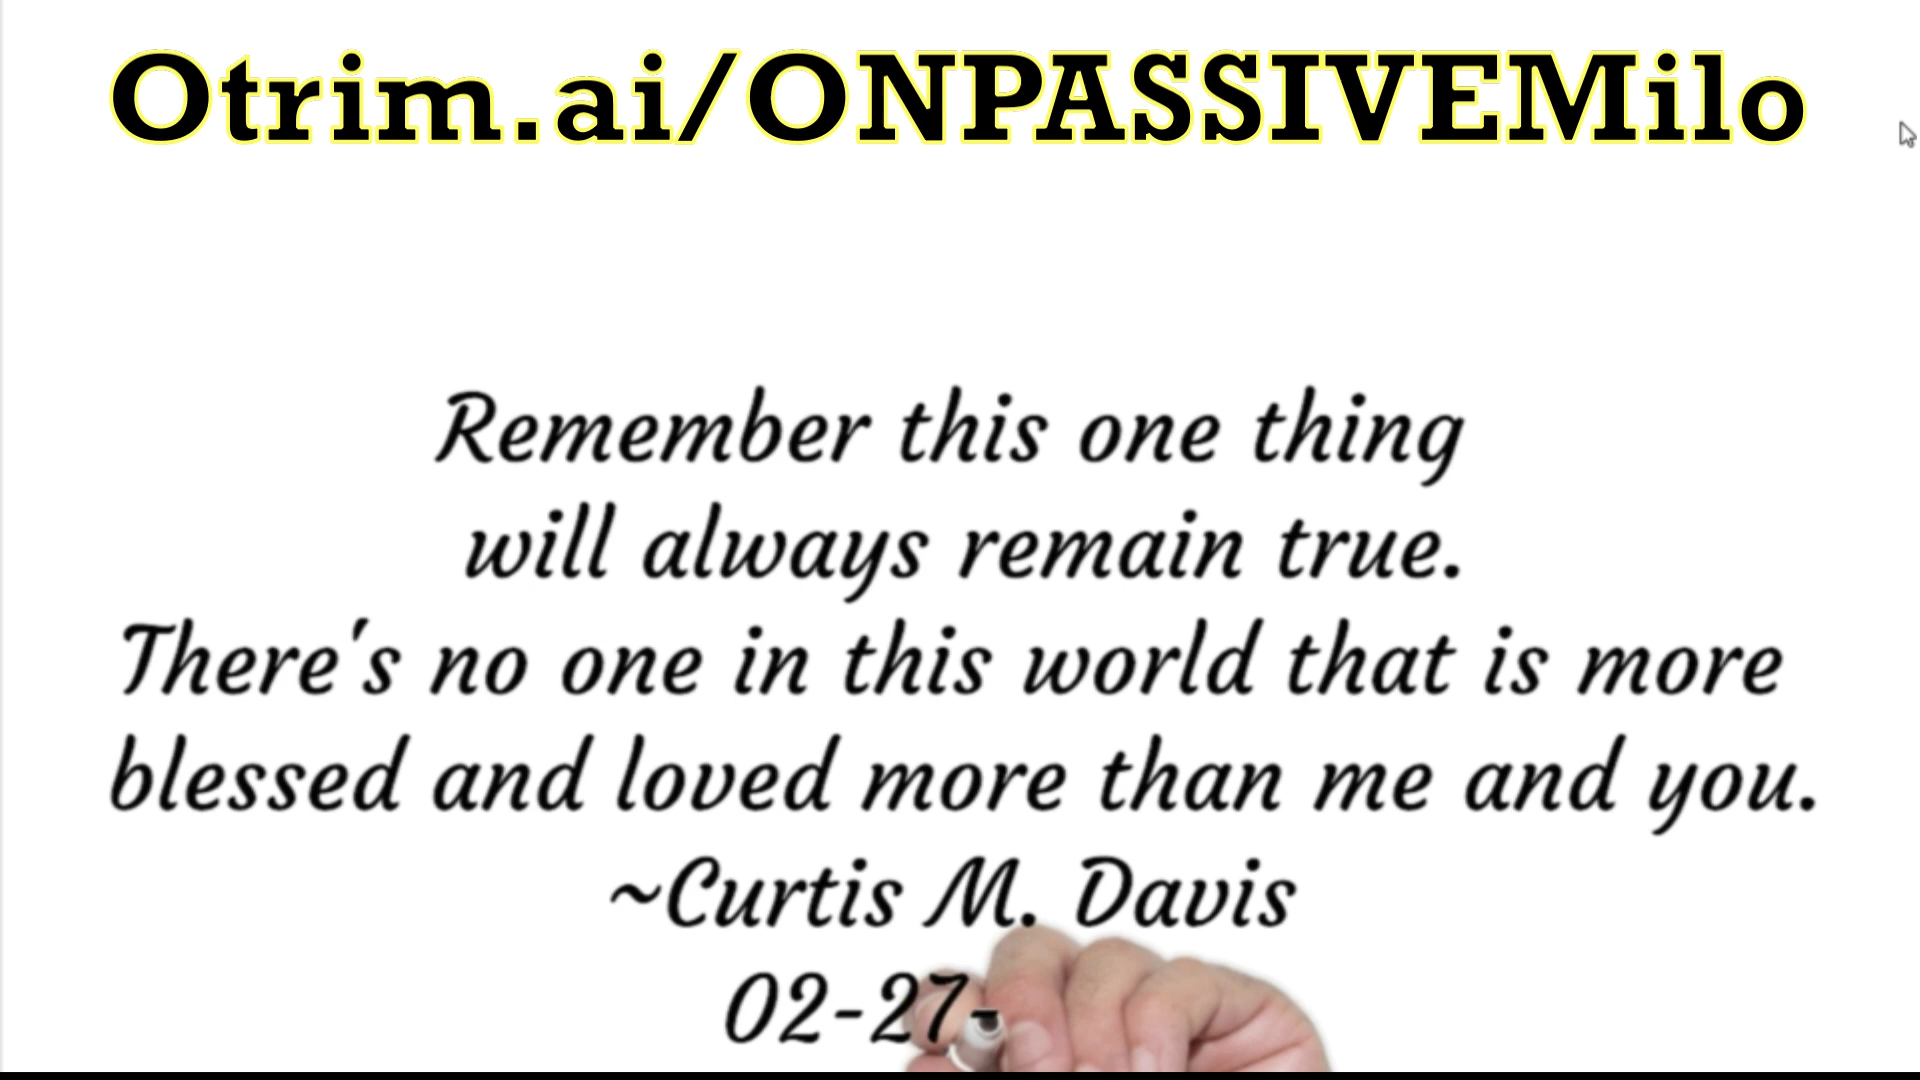 Otrim.ai/ONPASSIVEMilo
Remember this one thing
will always remain true.
There's no one in this world that is more
blessed and loved more than me and you.
~Curtis M. Davis
02-27-